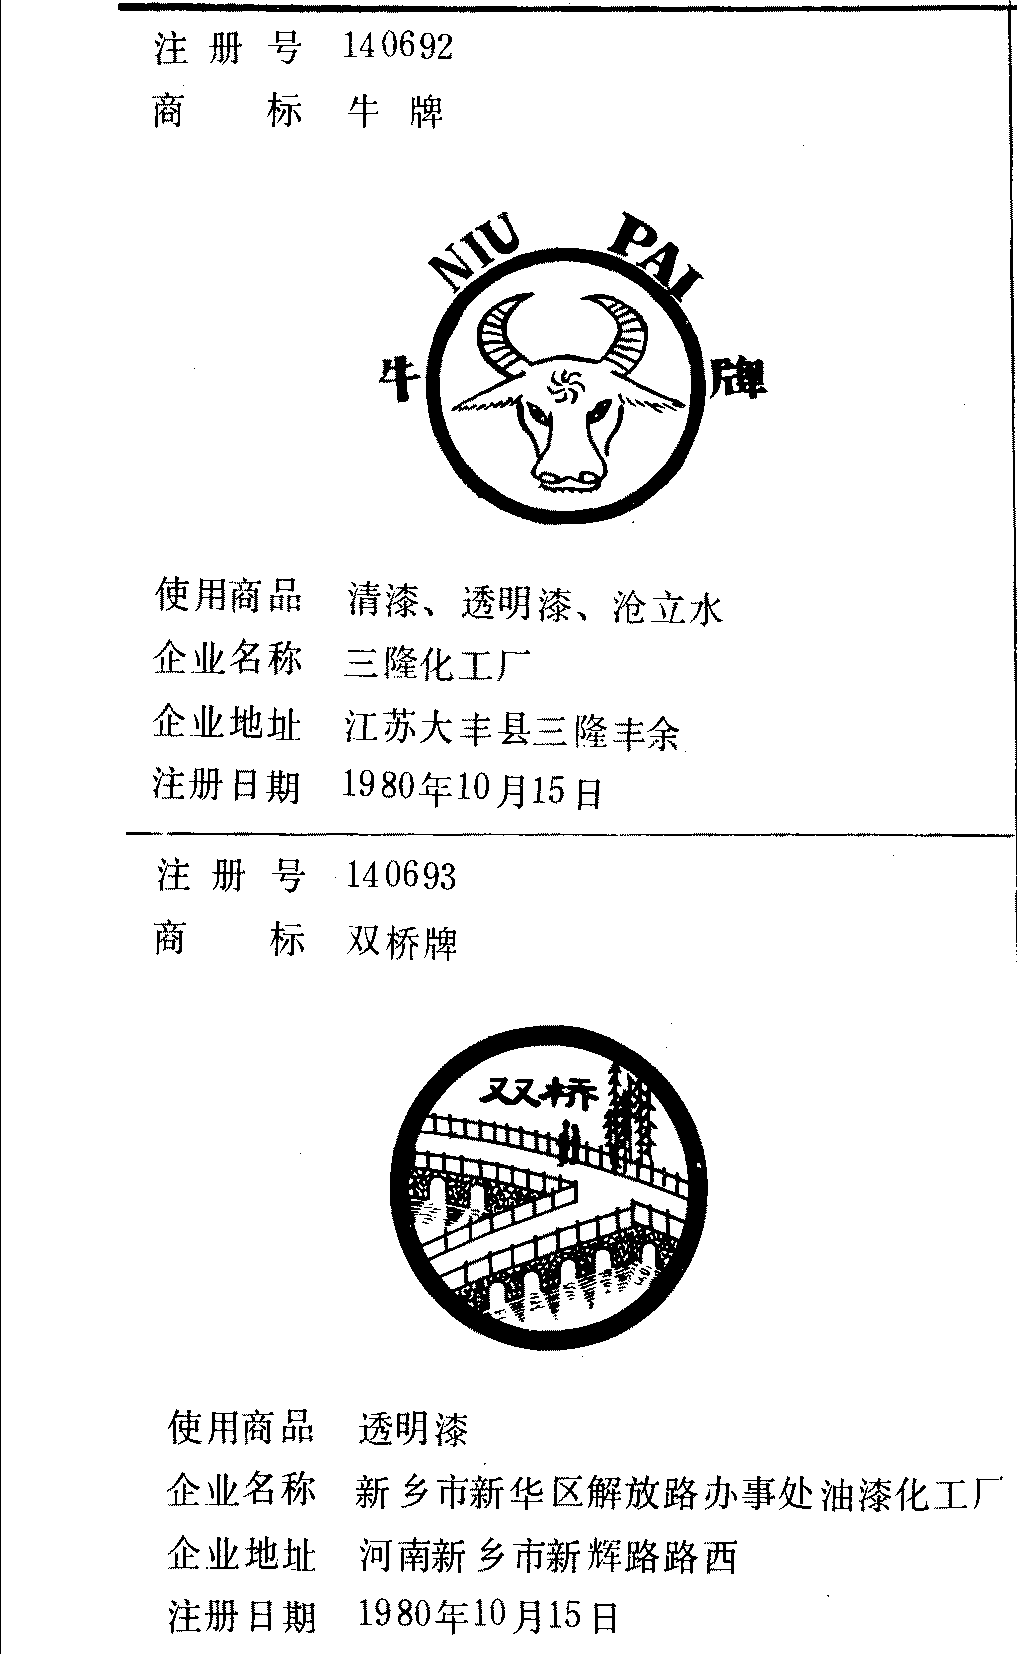 注册号 140692
商标 牛牌
NIU PAI
牛 牌
使用商品 清漆、透明漆、沧立水
企业名称 三隆化工厂
企业地址 江苏大丰县三隆丰余
注册日期 1980年10月15日
注册号 140693
商标 双桥牌
双桥
使用商品 透明漆
企业名称 新乡市新华区解放路办事处油漆化工厂
企业地址 河南新乡市新辉路路西
注册日期 1980年10月15日